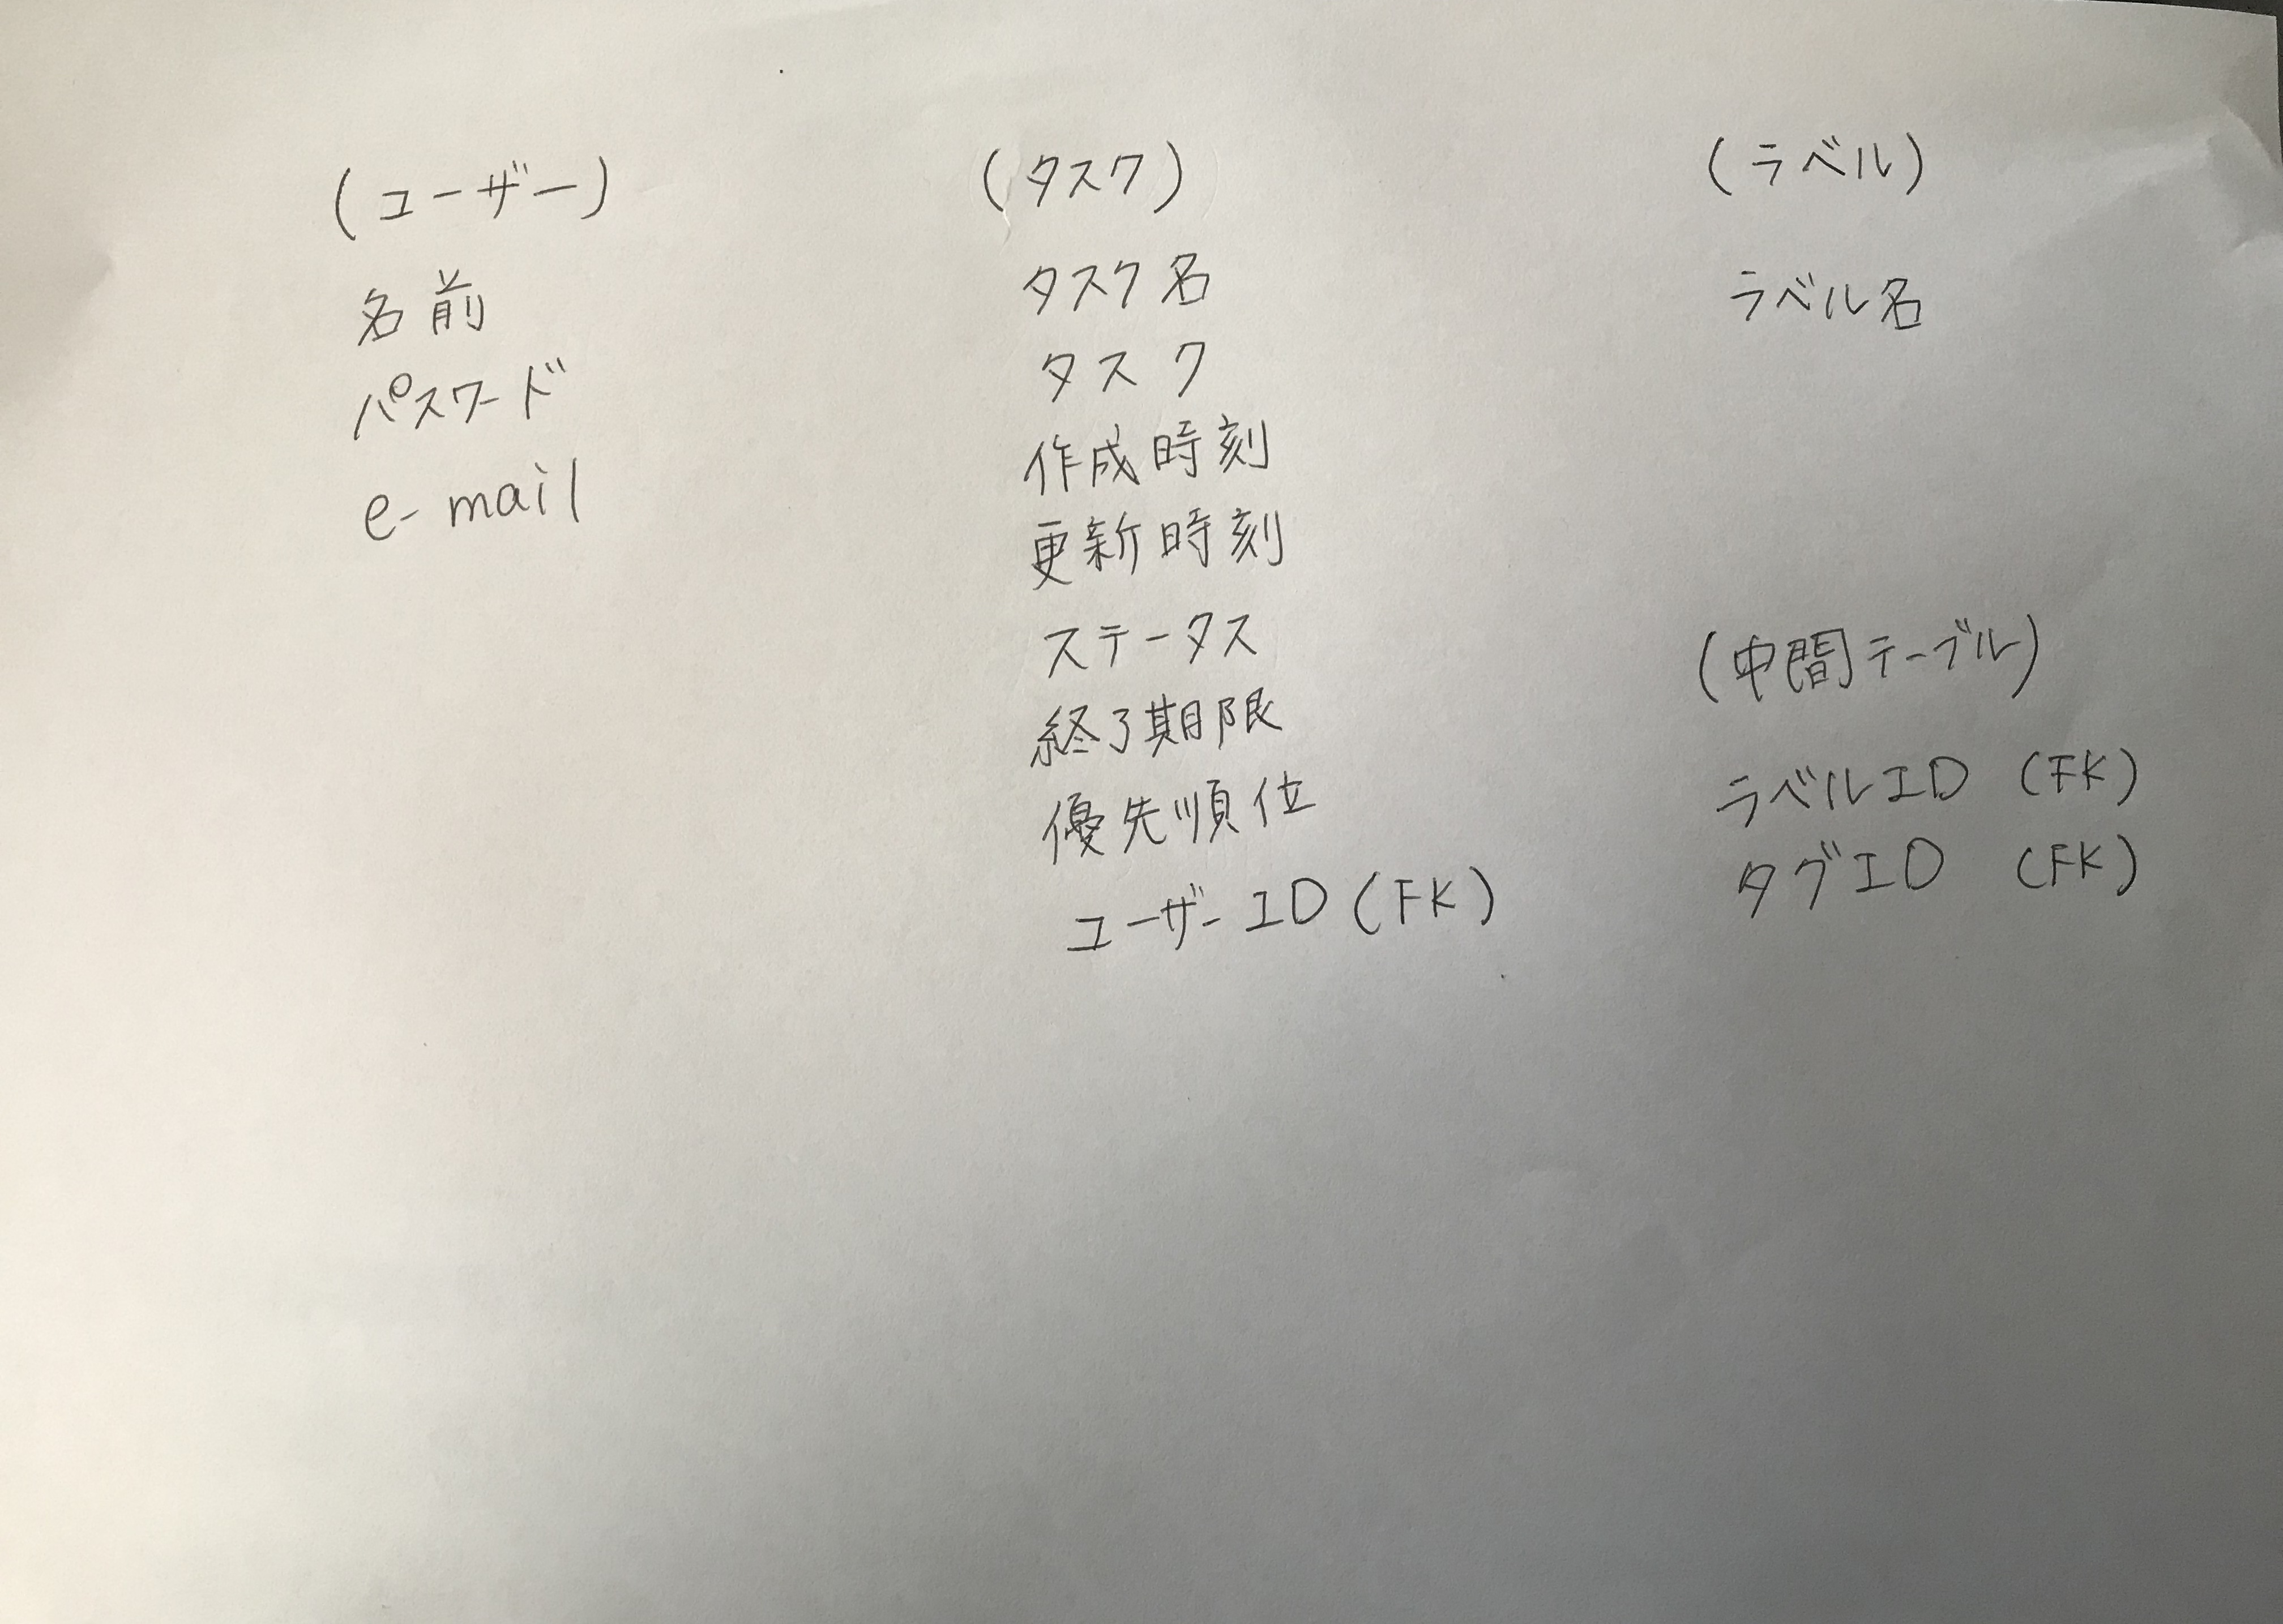 (ユーザー)
名前
パスワード
e-mail
(タスク)
タスク名
タスク
作成時刻
更新時刻
ステータス
終了期限
優先順位
ユーザーID(FK)
(ラベル)
ラベル名
(中間テーブル)
ラベルID (FK)
タグID (FK)